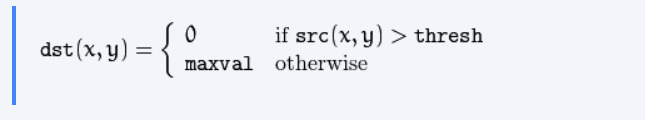 dst(x,y) = { 0 if src(x,y) > thresh
maxval otherwise